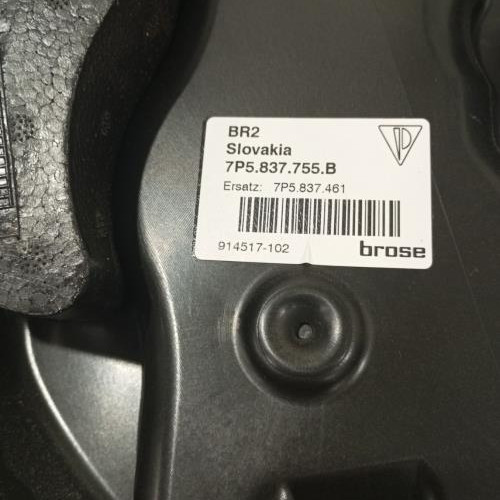 BR2
Slovakia
7P5.837.755.B
Ersatz: 7P5.837.461
914517-102
brose